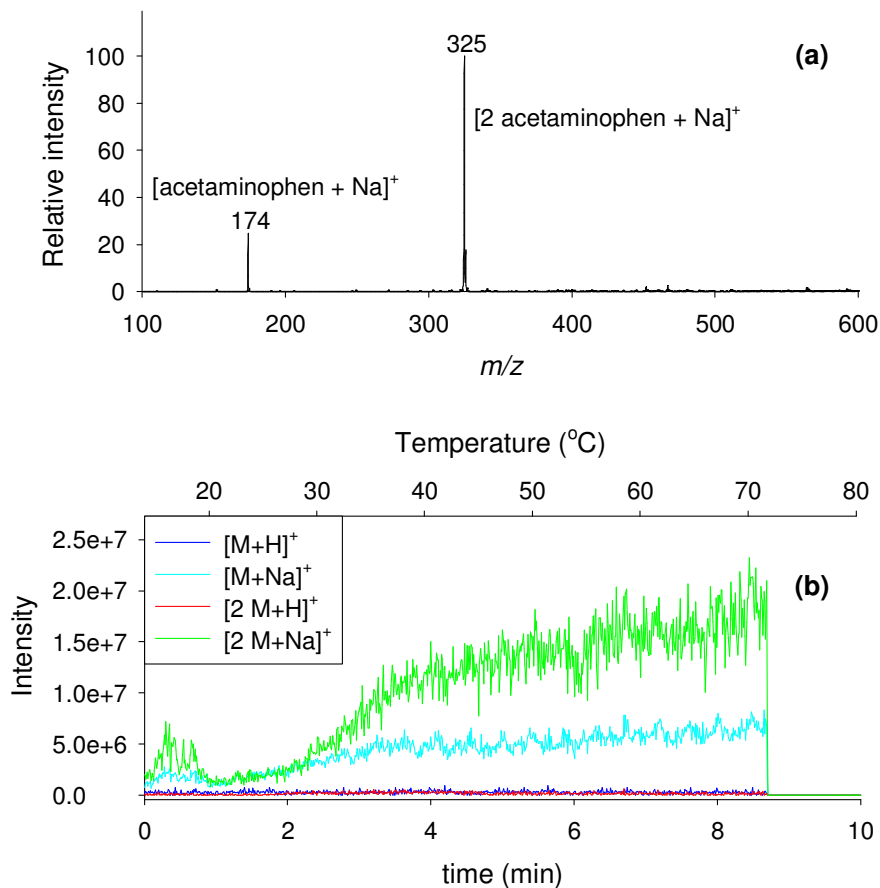 (a)
325
[2 acetaminophen + Na]⁺
[acetaminophen + Na]⁺
174
Relative intensity
100
80
60
40
20
0
100 200 300 400 500 600
m/z
Temperature (°C)
20 30 40 50 60 70 80
(b)
[M+H]⁺
[M+Na]⁺
[2 M+H]⁺
[2 M+Na]⁺
Intensity
2.5e+7
2.0e+7
1.5e+7
1.0e+7
5.0e+6
0.0
0 2 4 6 8 10
time (min)